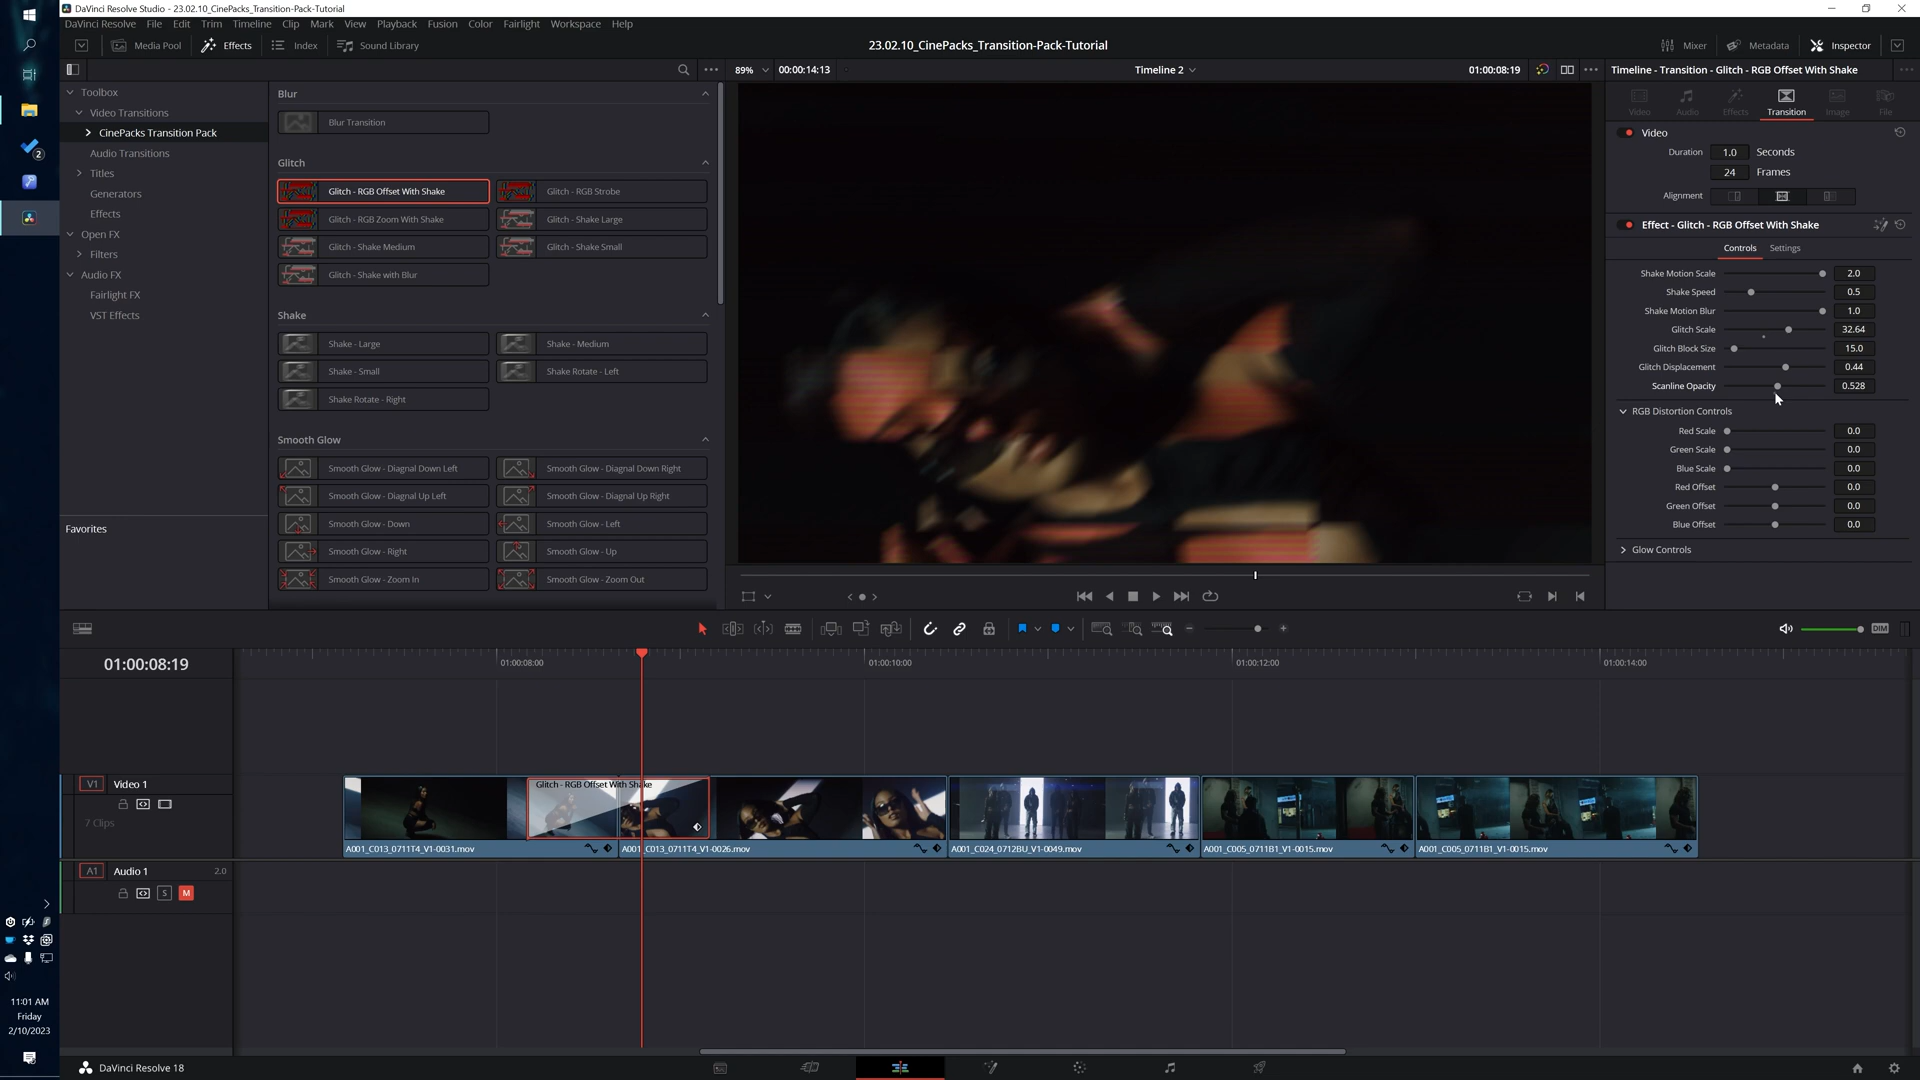 DaVinci Resolve Studio - 23.02.10_CinePacks_Transition-Pack-Tutorial
DaVinci Resolve File Edit Trim Timeline Clip Mark View Playback Fusion Color Fairlight Workspace Help
Media Pool Effects Index Sound Library 23.02.10_CinePacks_Transition-Pack-Tutorial Mixer Metadata Inspector
89% 00:00:14:13 Timeline 2 01:00:08:19 Timeline - Transition - Glitch - RGB Offset With Shake
Toolbox
Video Transitions
CinePacks Transition Pack
Audio Transitions
Titles
Generators
Effects
Open FX
Filters
Audio FX
Fairlight FX
VST Effects
Favorites
Blur
Blur Transition
Glitch
Glitch - RGB Offset With Shake Glitch - RGB Strobe
Glitch - RGB Zoom With Shake Glitch - Shake Large
Glitch - Shake Medium Glitch - Shake Small
Glitch - Shake with Blur
Shake
Shake - Large Shake - Medium
Shake - Small Shake Rotate - Left
Shake Rotate - Right
Smooth Glow
Smooth Glow - Diagnal Down Left Smooth Glow - Diagnal Down Right
Smooth Glow - Diagnal Up Left Smooth Glow - Diagnal Up Right
Smooth Glow - Down Smooth Glow - Left
Smooth Glow - Right Smooth Glow - Up
Smooth Glow - Zoom In Smooth Glow - Zoom Out
Video Audio Effects Transition Image File
Video
Duration 1.0 Seconds
24 Frames
Alignment
Effect - Glitch - RGB Offset With Shake
Controls Settings
Shake Motion Scale 2.0
Shake Speed 0.5
Shake Motion Blur 1.0
Glitch Scale 32.64
Glitch Block Size 15.0
Glitch Displacement 0.44
Scanline Opacity 0.528
RGB Distortion Controls
Red Scale 0.0
Green Scale 0.0
Blue Scale 0.0
Red Offset 0.0
Green Offset 0.0
Blue Offset 0.0
Glow Controls
DIM
01:00:08:19 01:00:08:00 01:00:10:00 01:00:12:00 01:00:14:00
V1 Video 1
7 Clips
Glitch - RGB Offset With Shake
A001_C013_0711T4_V1-0031.mov A001_C013_0711T4_V1-0026.mov A001_C024_0712BU_V1-0049.mov A001_C005_0711B1_V1-0015.mov A001_C005_0711B1_V1-0015.mov
A1 Audio 1 2.0
S M
2
11:01 AM
Friday
2/10/2023
DaVinci Resolve 18